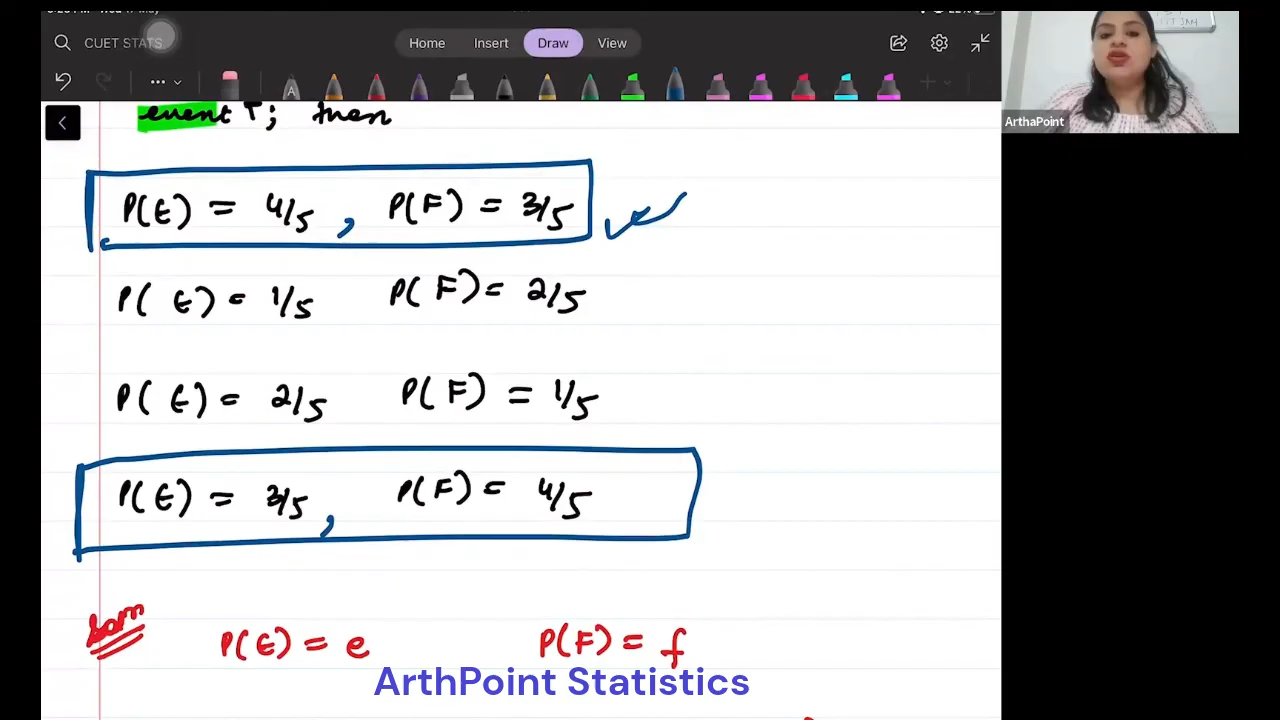 CUET STATS
Home Insert Draw View
ArthaPoint
event T; then
P(E) = 4/5 , P(F) = 3/5
P(E) = 1/5 P(F) = 2/5
P(E) = 2/5 P(F) = 1/5
P(E) = 3/5 , P(F) = 4/5
Soln
P(E) = e P(F) = f
ArthPoint Statistics